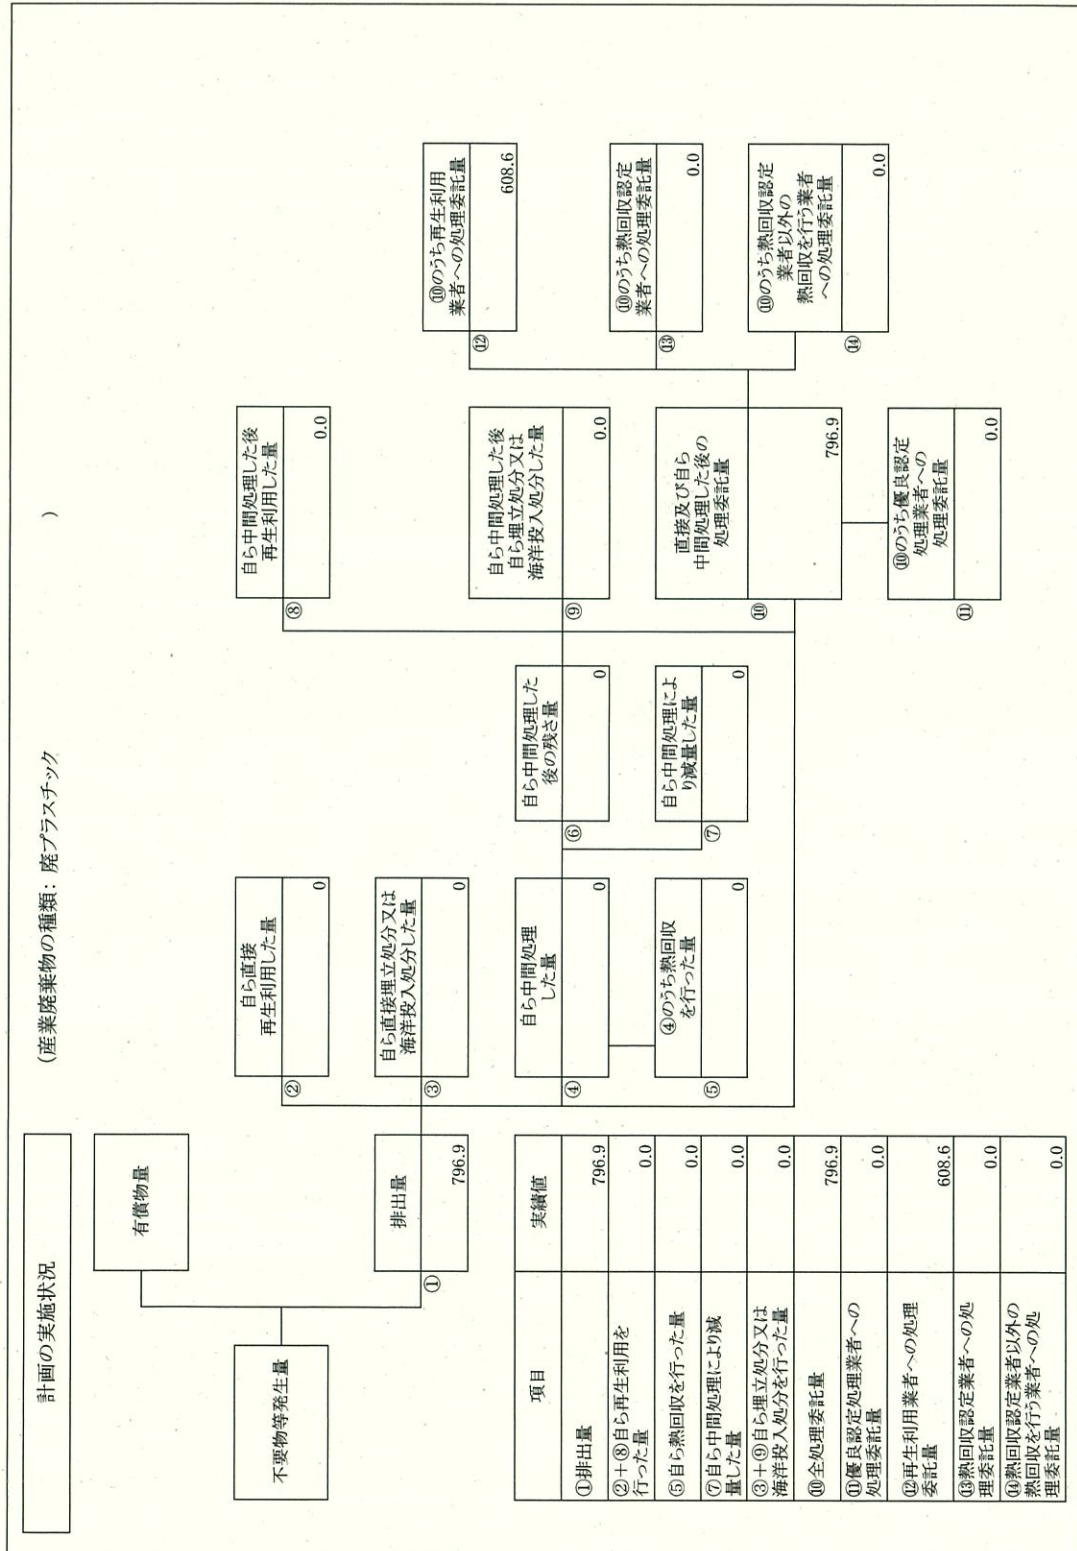 計画の実施状況
(産業廃棄物の種類: 廃プラスチック
)
有償物量
不要物等発生量
排出量
①
796.9
自ら直接
再生利用した量
②
0
自ら直接埋立処分又は
海洋投入処分した量
③
0
自ら中間処理
した量
④
0
④のうち熱回収
を行った量
⑤
0
自ら中間処理した
後の残さ量
⑥
0
自ら中間処理によ
り減量した量
⑦
0
自ら中間処理した後
再生利用した量
⑧
0.0
自ら中間処理した後
自ら埋立処分又は
海洋投入処分した量
⑨
0.0
直接及び自ら
中間処理した後の
処理委託量
⑩
796.9
⑩のうち優良認定
処理業者への
処理委託量
⑪
0.0
⑩のうち再生利用
業者への処理委託量
⑫
608.6
⑩のうち熱回収認定
業者への処理委託量
⑬
0.0
⑩のうち熱回収認定
業者以外の
熱回収を行う業者
への処理委託量
⑭
0.0
項目 実績値
①排出量 796.9
②+⑧自ら再生利用を
行った量 0.0
⑤自ら熱回収を行った量 0.0
⑦自ら中間処理により減
量した量 0.0
③+⑨自ら埋立処分又は
海洋投入処分を行った量 0.0
⑩全処理委託量 796.9
⑪優良認定処理業者への
処理委託量 0.0
⑫再生利用業者への処理
委託量 608.6
⑬熱回収認定業者への処
理委託量 0.0
⑭熱回収認定業者以外の
熱回収を行う業者への処
理委託量 0.0